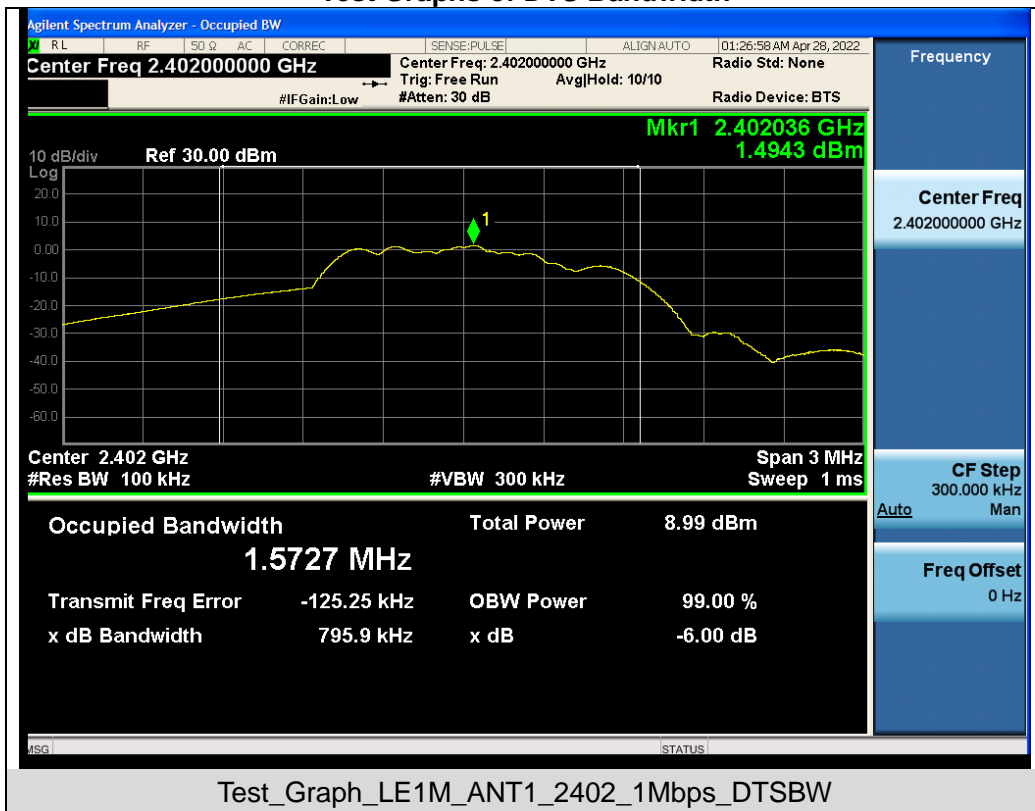 Test Graphs of DTS Bandwidth
Agilent Spectrum Analyzer - Occupied BW
RL RF 50 Ω AC CORREC SENSE:PULSE ALIGN AUTO 01:26:58 AM Apr 28, 2022
Center Freq 2.402000000 GHz
Center Freq: 2.402000000 GHz
Radio Std: None
Trig: Free Run Avg|Hold: 10/10
#IFGain:Low
#Atten: 30 dB
Radio Device: BTS
Mkr1 2.402036 GHz
1.4943 dBm
10 dB/div Ref 30.00 dBm
Log
20.0
10.0
0.00
-10.0
-20.0
-30.0
-40.0
-50.0
-60.0
1
Center 2.402 GHz Span 3 MHz
#Res BW 100 kHz #VBW 300 kHz Sweep 1 ms
Occupied Bandwidth Total Power 8.99 dBm
1.5727 MHz
Transmit Freq Error -125.25 kHz OBW Power 99.00 %
x dB Bandwidth 795.9 kHz x dB -6.00 dB
MSG STATUS
Frequency
Center Freq
2.402000000 GHz
CF Step
300.000 kHz
Auto Man
Freq Offset
0 Hz
Test_Graph_LE1M_ANT1_2402_1Mbps_DTSBW